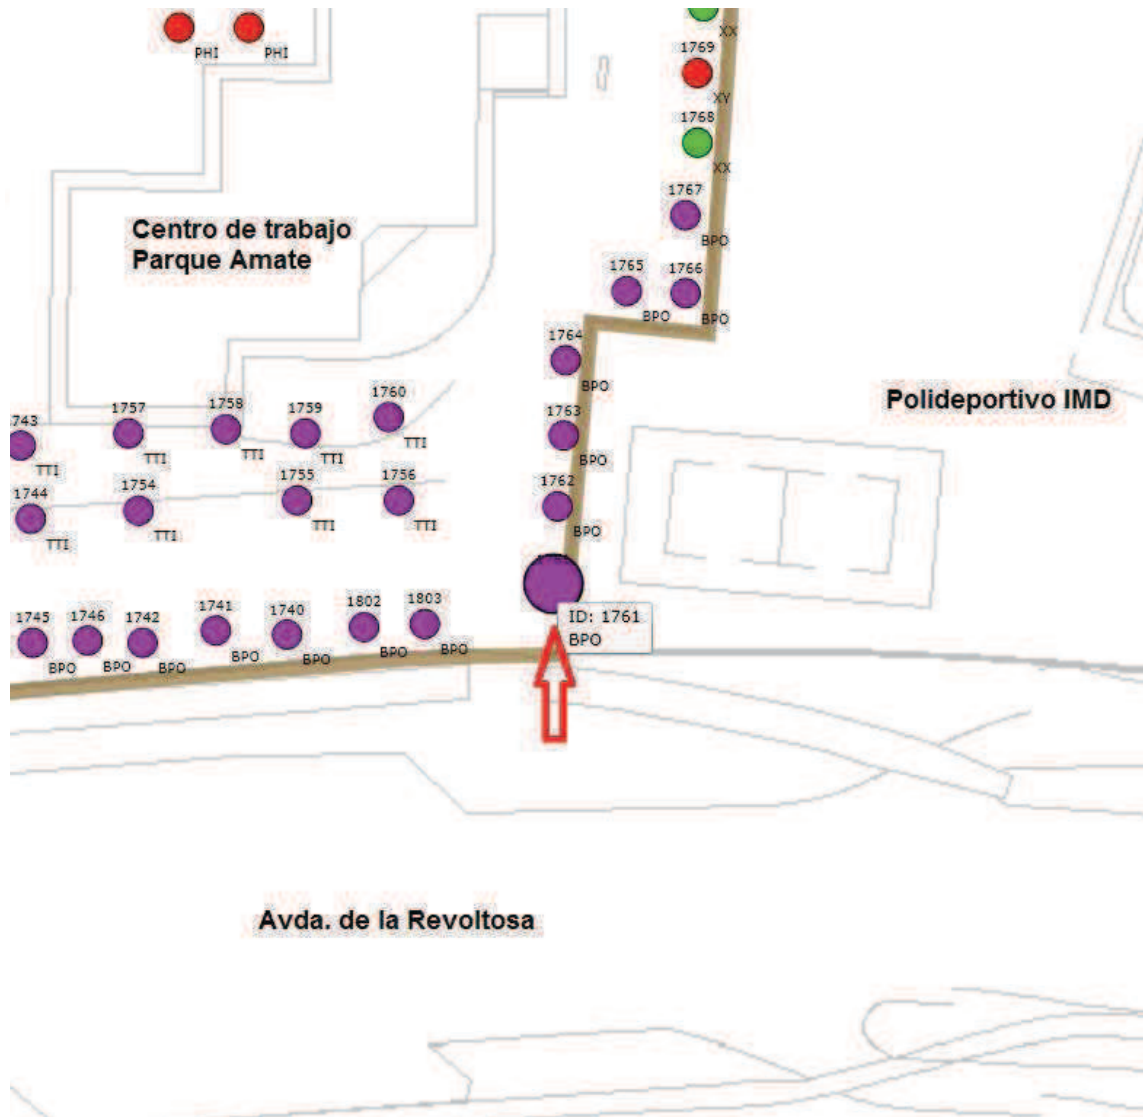 PHI
PHI
XX
1769
XY
1768
XX
1767
BPO
1765
1766
BPO
BPO
Centro de trabajo
Parque Amate
1764
BPO
Polideportivo IMD
743
TTI
1757
TTI
1758
TTI
1759
TTI
1760
TTI
1763
BPO
1744
TTI
1754
TTI
1755
TTI
1756
TTI
1762
BPO
1745
BPO
1746
BPO
1742
BPO
1741
BPO
1740
BPO
1802
BPO
1803
BPO
ID: 1761
BPO
Avda. de la Revoltosa